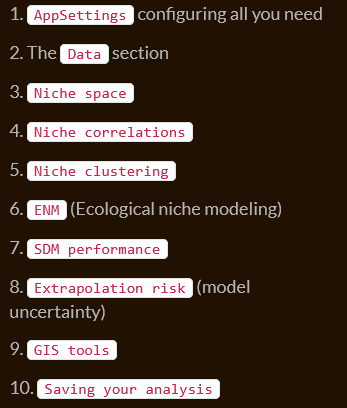 1. AppSettings configuring all you need
2. The Data section
3. Niche space
4. Niche correlations
5. Niche clustering
6. ENM (Ecological niche modeling)
7. SDM performance
8. Extrapolation risk (model
uncertainty)
9. GIS tools
10. Saving your analysis